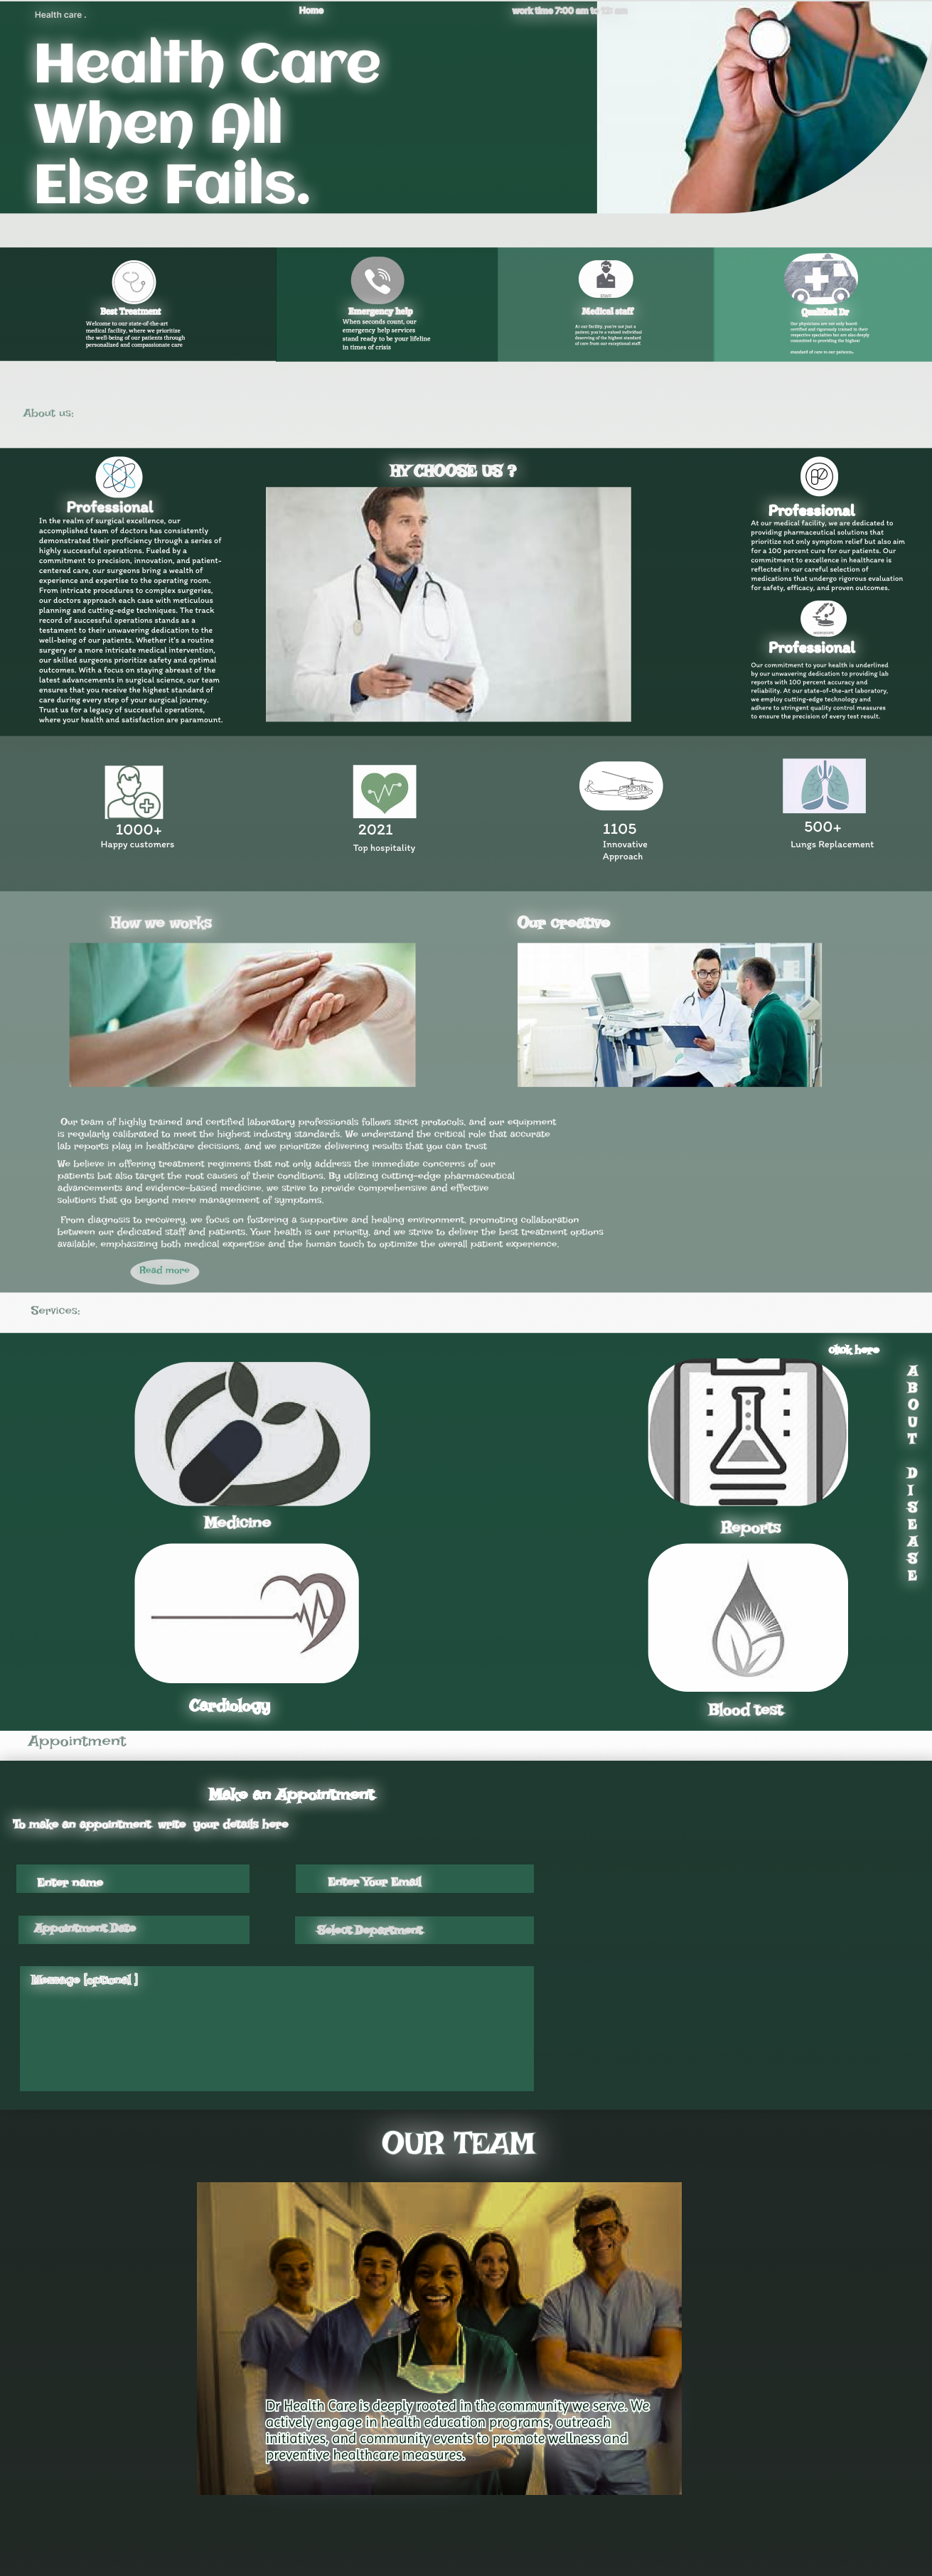 Health care .
Home
work time 7:00 am to 12: am
Health Care
When All
Else Fails.
Best Treatment
Welcome to our state-of-the-art
medical facility, where we prioritize
the well-being of our patients through
personalized and compassionate care
Emergency help
When seconds count, our
emergency help services
stand ready to be your lifeline
in times of crisis
Medical staff
At our facility, you're not just a
patient; you're a valued individual
deserving of the highest standard
of care from our exceptional staff.
Qualified Dr
Our physicians are not only board-
certified and rigorously trained in their
respective specialties but are also deeply
committed to providing the highest
standard of care to our patients.
About us:
HY CHOOSE US ?
Professional
In the realm of surgical excellence, our
accomplished team of doctors has consistently
demonstrated their proficiency through a series of
highly successful operations. Fueled by a
commitment to precision, innovation, and patient-
centered care, our surgeons bring a wealth of
experience and expertise to the operating room.
From intricate procedures to complex surgeries,
our doctors approach each case with meticulous
planning and cutting-edge techniques. The track
record of successful operations stands as a
testament to their unwavering dedication to the
well-being of our patients. Whether it's a routine
surgery or a more intricate medical intervention,
our skilled surgeons prioritize safety and optimal
outcomes. With a focus on staying abreast of the
latest advancements in surgical science, our team
ensures that you receive the highest standard of
care during every step of your surgical journey.
Trust us for a legacy of successful operations,
where your health and satisfaction are paramount.
Professional
At our medical facility, we are dedicated to
providing pharmaceutical solutions that
prioritize not only symptom relief but also aim
for a 100 percent cure for our patients. Our
commitment to excellence in healthcare is
reflected in our careful selection of
medications that undergo rigorous evaluation
for safety, efficacy, and proven outcomes.
Professional
Our commitment to your health is underlined
by our unwavering dedication to providing lab
reports with 100 percent accuracy and
reliability. At our state-of-the-art laboratory,
we employ cutting-edge technology and
adhere to stringent quality control measures
to ensure the precision of every test result.
1000+
Happy customers
2021
Top hospitality
1105
Innovative
Approach
500+
Lungs Replacement
How we works
Our creative
Our team of highly trained and certified laboratory professionals follows strict protocols, and our equipment
is regularly calibrated to meet the highest industry standards. We understand the critical role that accurate
lab reports play in healthcare decisions, and we prioritize delivering results that you can trust
We believe in offering treatment regimens that not only address the immediate concerns of our
patients but also target the root causes of their conditions. By utilizing cutting-edge pharmaceutical
advancements and evidence-based medicine, we strive to provide comprehensive and effective
solutions that go beyond mere management of symptoms.
From diagnosis to recovery, we focus on fostering a supportive and healing environment, promoting collaboration
between our dedicated staff and patients. Your health is our priority, and we strive to deliver the best treatment options
available, emphasizing both medical expertise and the human touch to optimize the overall patient experience.
Read more
Services:
click here
ABOUT DISEASE
Medicine
Reports
Cardiology
Blood test
Appointment
Make an Appointment
To make an appointment write your details here
Enter name
Enter Your Email
Appointment Date
Select Department
Message [optional ]
OUR TEAM
Dr Health Care is deeply rooted in the community we serve. We
actively engage in health education programs, outreach
initiatives, and community events to promote wellness and
preventive healthcare measures.